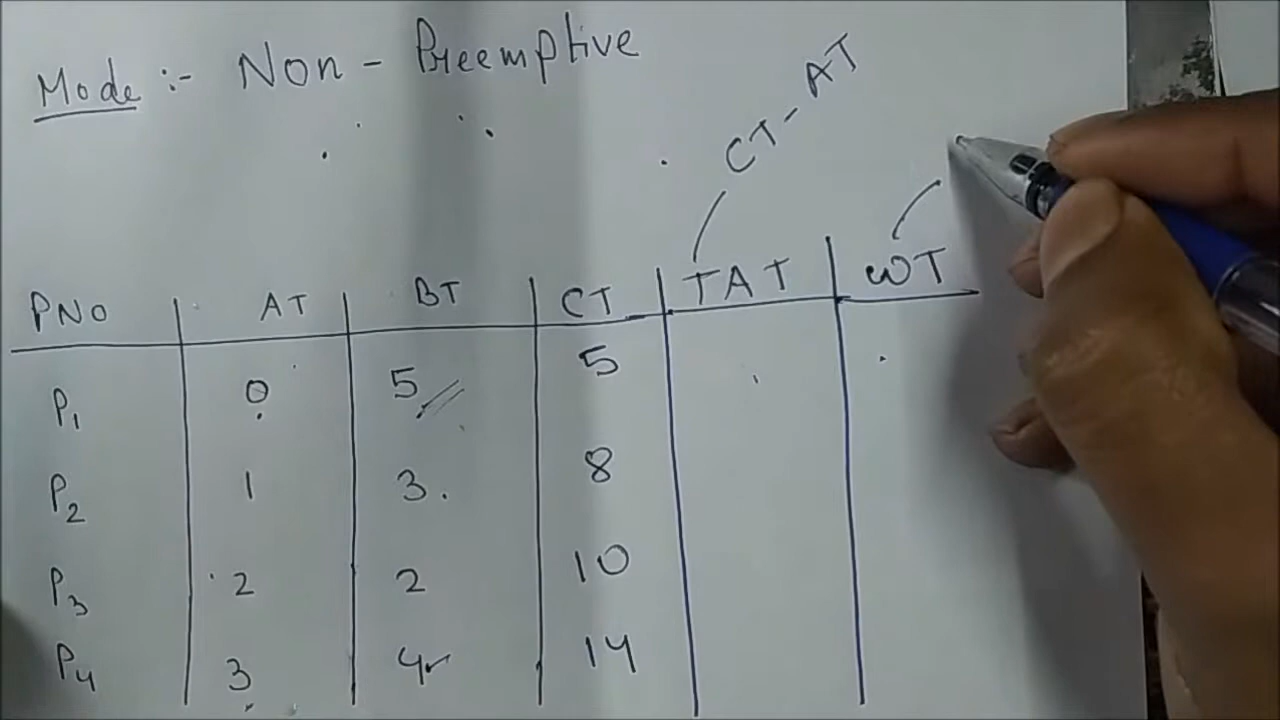 Mode :- Non - Preemptive
CT - AT
PNO AT BT CT TAT WT
P1 0 5 5
P2 1 3 8
P3 2 2 10
P4 3 4 14